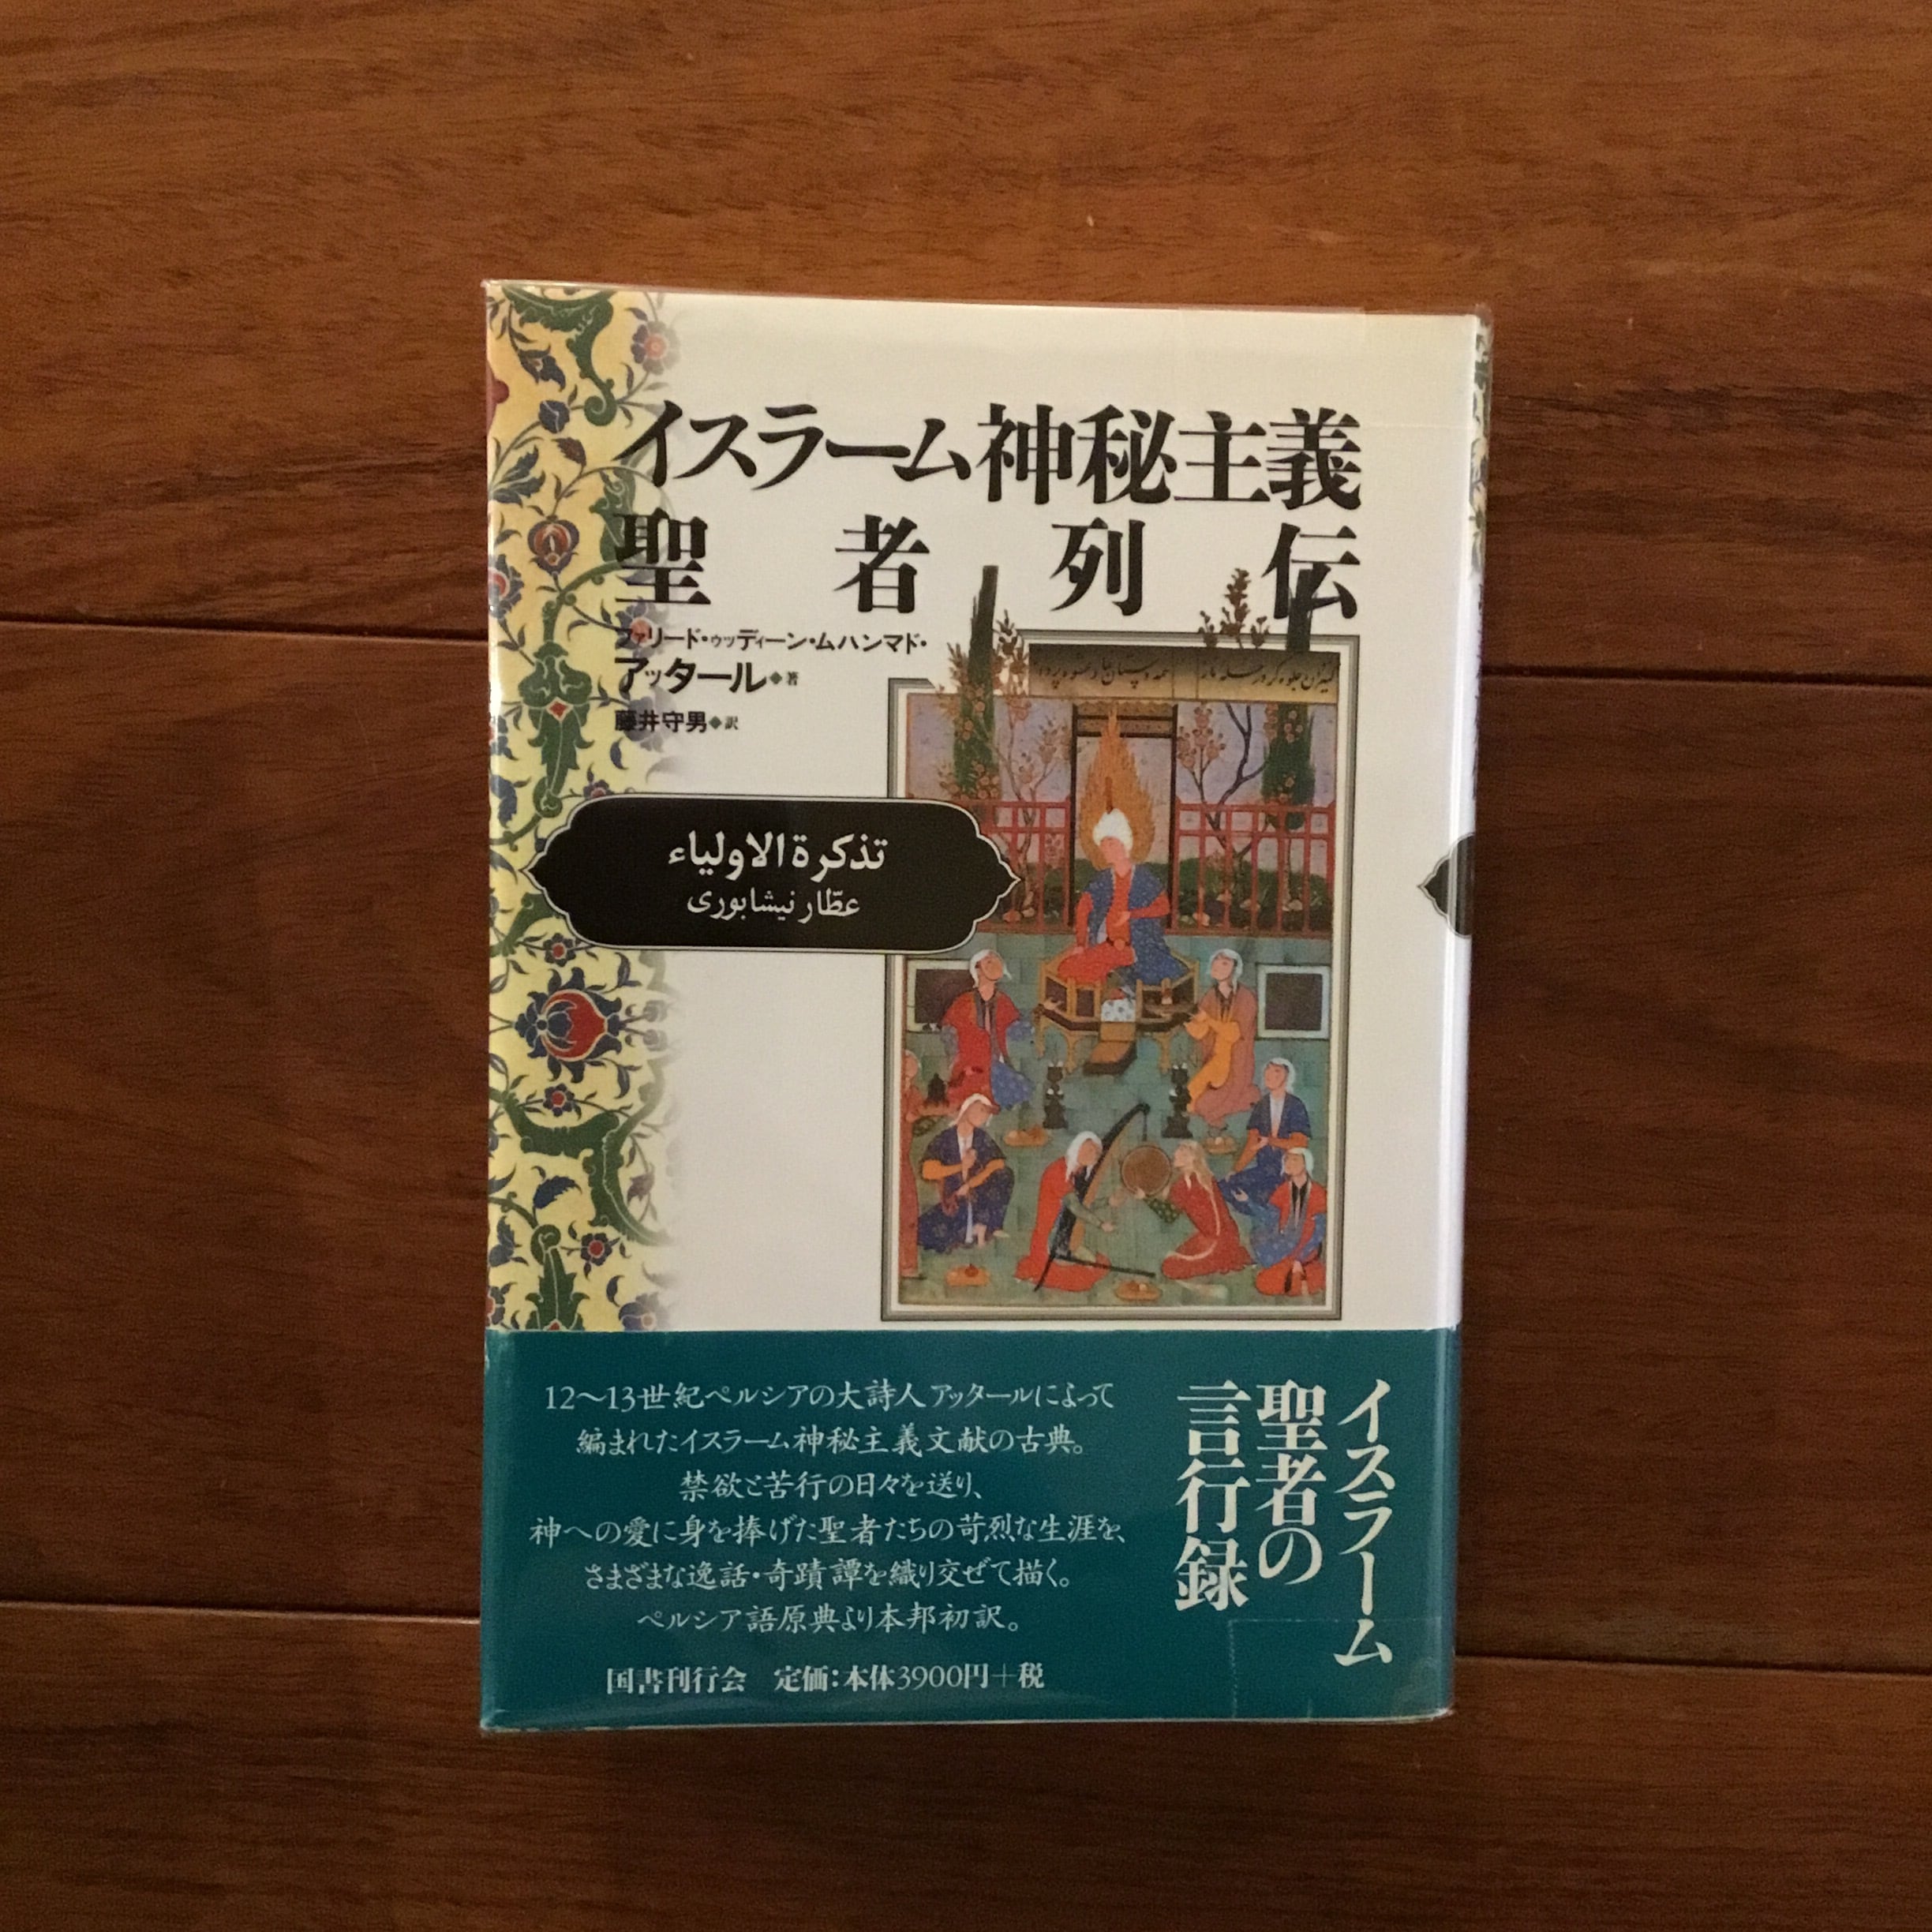 イスラーム神秘主義
聖者列伝
ファリード・ウッディーン・ムハンマド・
アッタール◆著
藤井守男◆訳
تذكرة الاولياء
عطّار نیشابوری
イスラーム
聖者の
言行録
12〜13世紀ペルシアの大詩人アッタールによって
編まれたイスラーム神秘主義文献の古典。
禁欲と苦行の日々を送り、
神への愛に身を捧げた聖者たちの苛烈な生涯を、
さまざまな逸話・奇蹟譚を織り交ぜて描く。
ペルシア語原典より本邦初訳。
国書刊行会 定価：本体3900円＋税